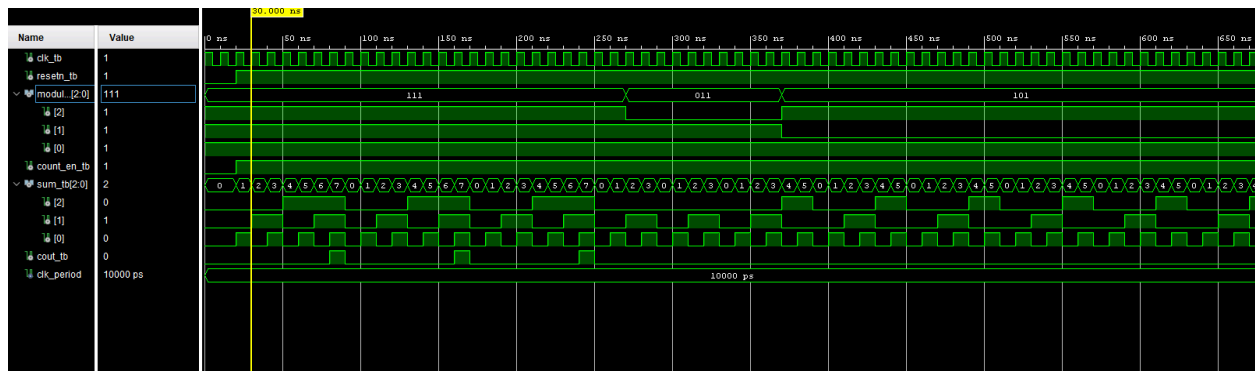 30.000 ns
Name Value
0 ns 50 ns 100 ns 150 ns 200 ns 250 ns 300 ns 350 ns 400 ns 450 ns 500 ns 550 ns 600 ns 650 ns
clk_tb 1
resetn_tb 1
modul...[2:0] 111 111 011 101
[2] 1
[1] 1
[0] 1
count_en_tb 1
sum_tb[2:0] 2 0 1 2 3 4 5 6 7 0 1 2 3 4 5 6 7 0 1 2 3 4 5 6 7 0 1 2 3 0 1 2 3 0 1 2 3 4 5 0 1 2 3 4 5 0 1 2 3 4 5 0 1 2 3 4 5 0 1 2 3 4 5 0 1 2 3 4
[2] 0
[1] 1
[0] 0
cout_tb 0
clk_period 10000 ps 10000 ps